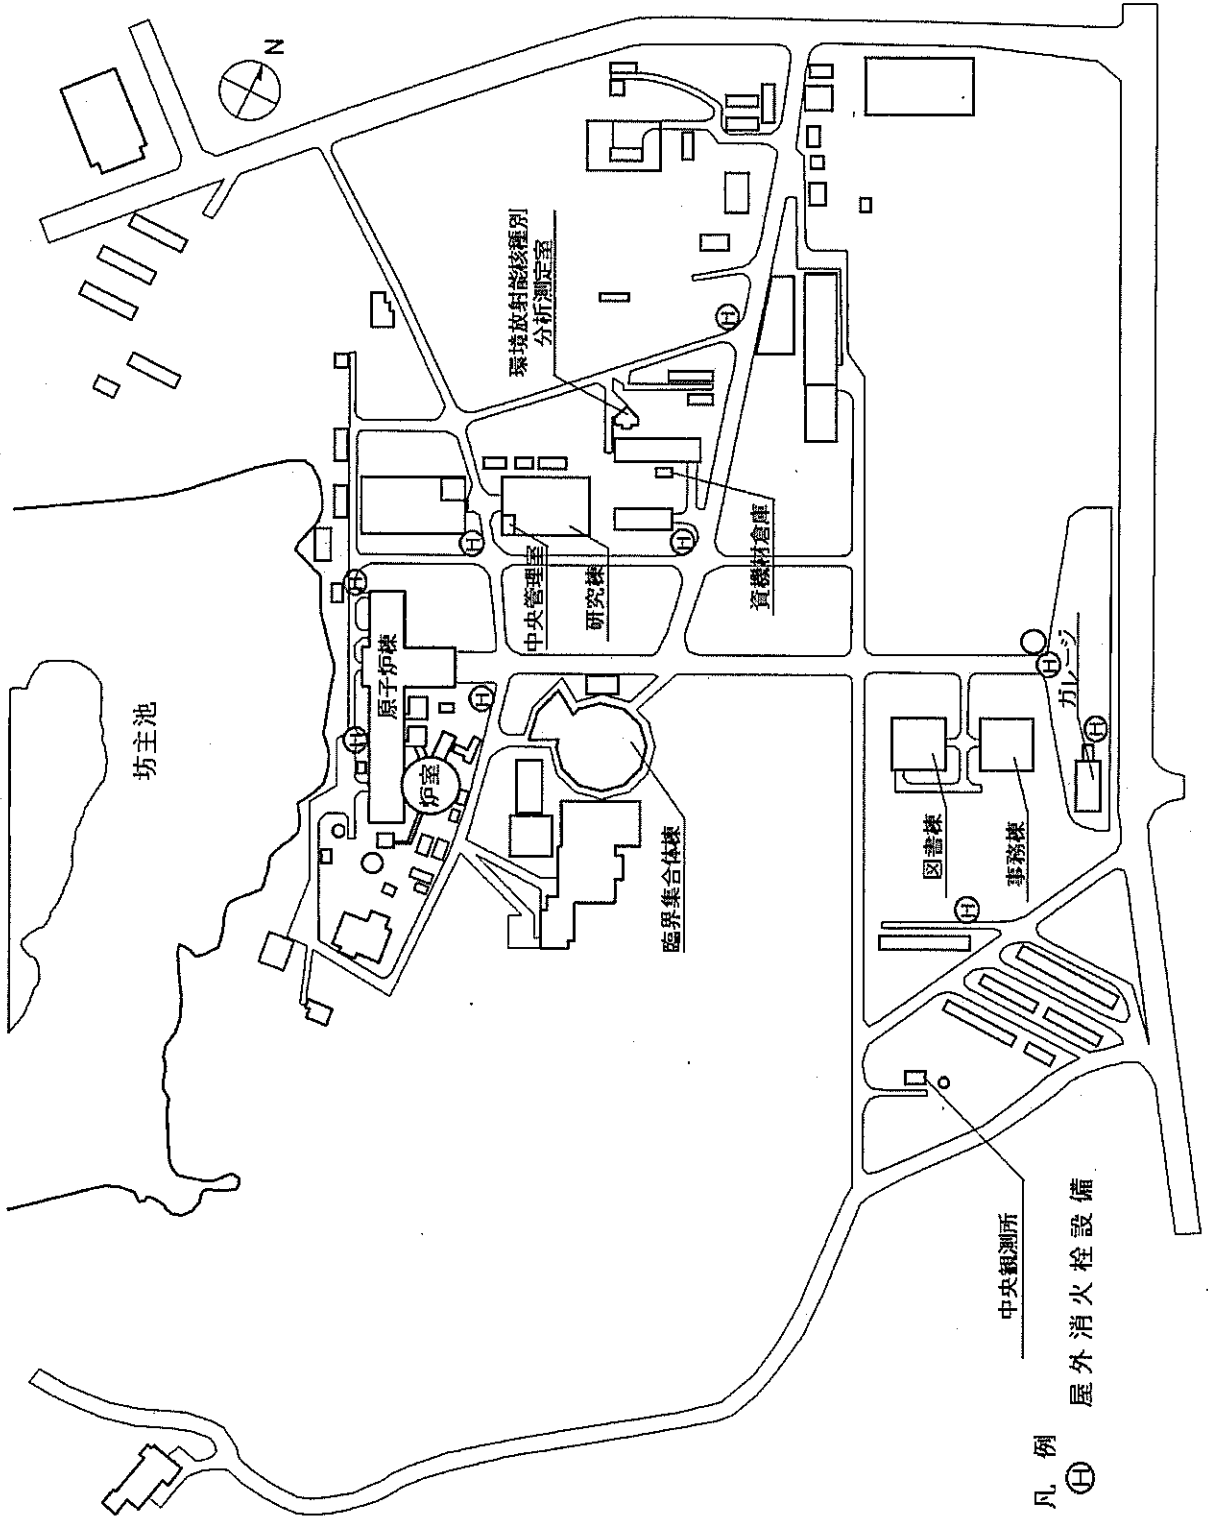 N
坊主池
環境放射能核種別
分析測定室
中央管理室
研究棟
資機材倉庫
原子炉棟
炉室
臨界集合体棟
ガレージ
図書棟
事務棟
中央観測所
H
H
H
H
H
H
H
H
H
凡例
H 屋外消火栓設備